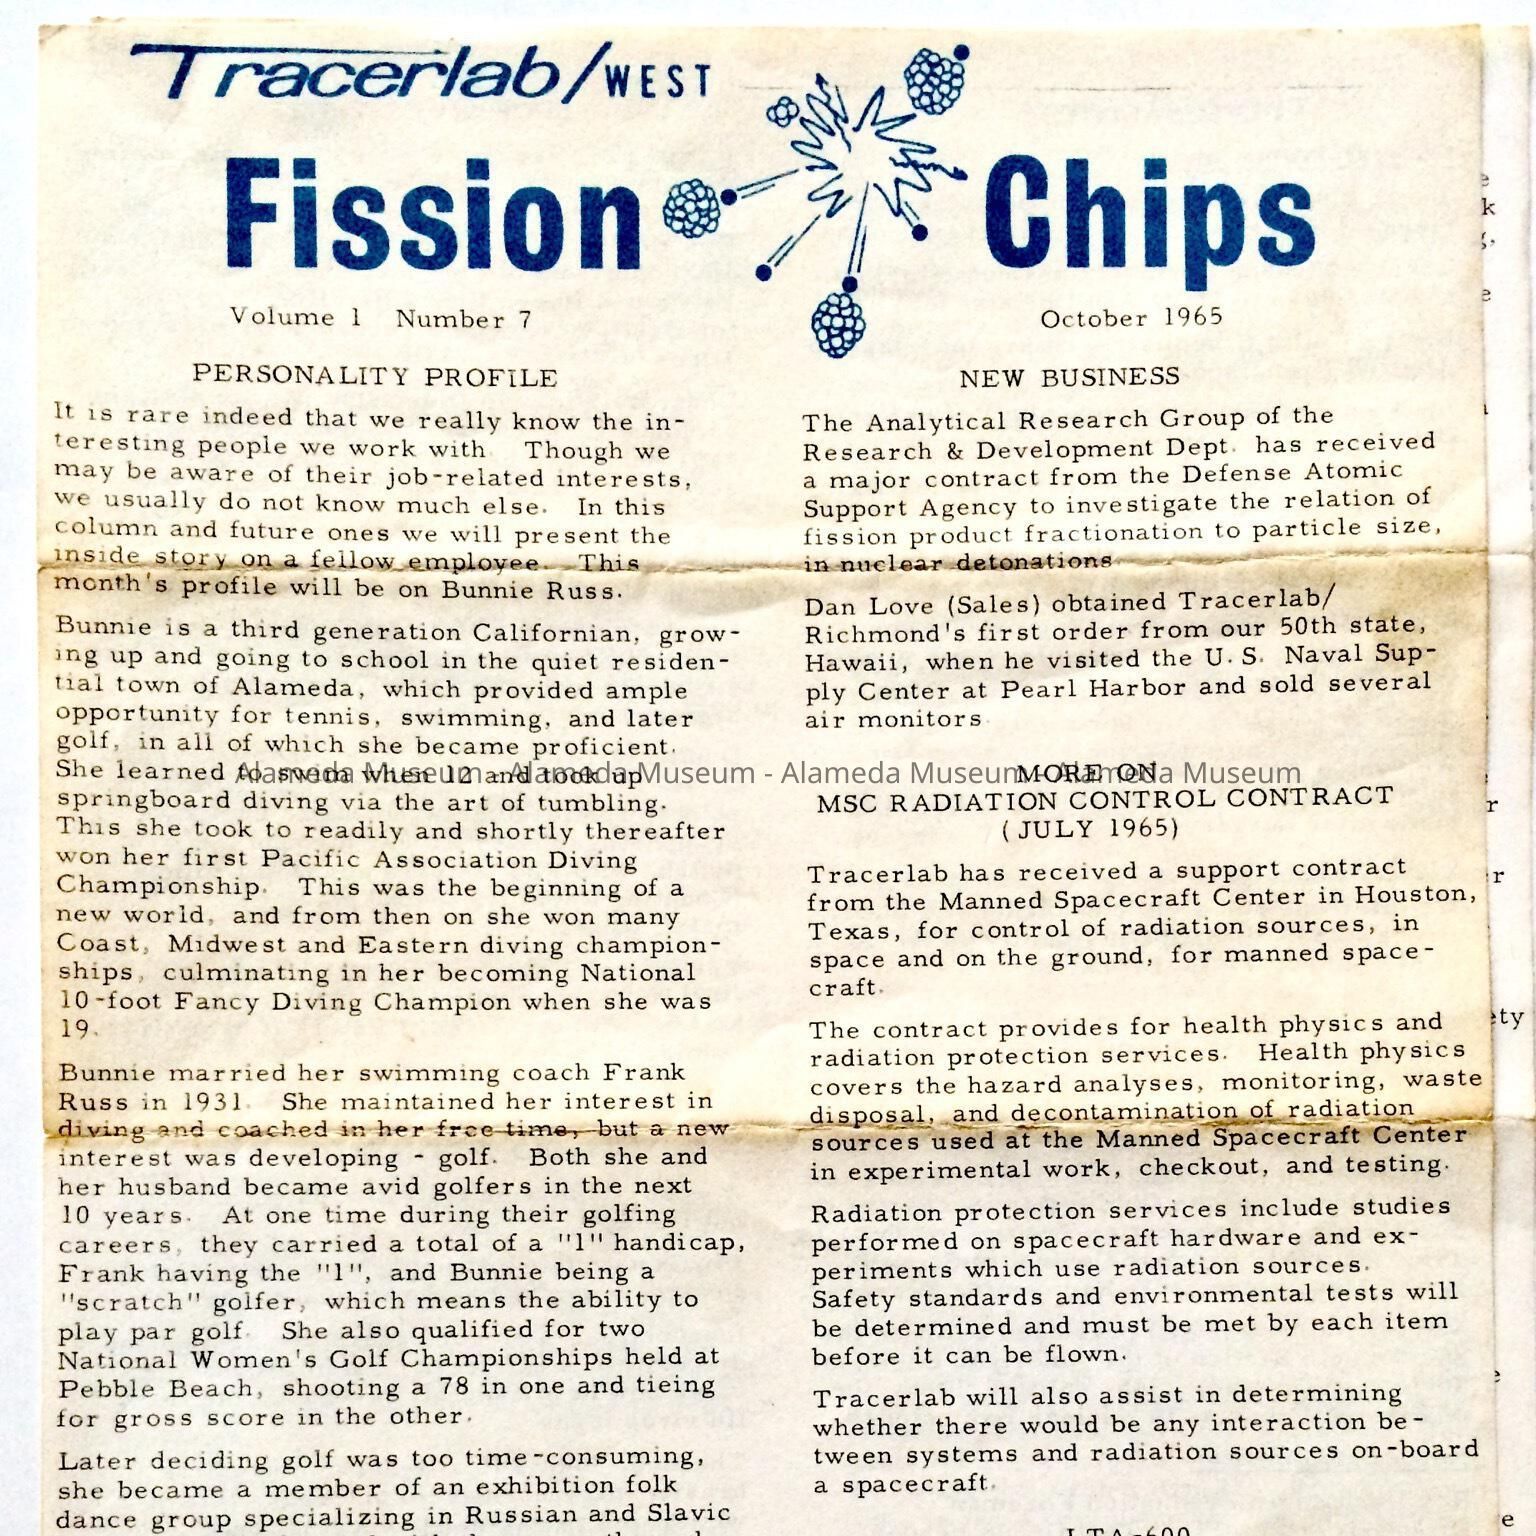 Tracerlab/WEST
Fission Chips
Volume 1 Number 7
October 1965
PERSONALITY PROFILE
It is rare indeed that we really know the in-
teresting people we work with. Though we
may be aware of their job-related interests,
we usually do not know much else. In this
column and future ones we will present the
inside story on a fellow employee. This
month's profile will be on Bunnie Russ.
Bunnie is a third generation Californian, grow-
ing up and going to school in the quiet residen-
tial town of Alameda, which provided ample
opportunity for tennis, swimming, and later
golf, in all of which she became proficient.
She learned to swim when 12 and took up
springboard diving via the art of tumbling.
This she took to readily and shortly thereafter
won her first Pacific Association Diving
Championship. This was the beginning of a
new world, and from then on she won many
Coast, Midwest and Eastern diving champion-
ships, culminating in her becoming National
10-foot Fancy Diving Champion when she was
19.
Bunnie married her swimming coach Frank
Russ in 1931. She maintained her interest in
diving and coached in her free time, but a new
interest was developing - golf. Both she and
her husband became avid golfers in the next
10 years. At one time during their golfing
careers, they carried a total of a "1" handicap,
Frank having the "1", and Bunnie being a
"scratch" golfer, which means the ability to
play par golf. She also qualified for two
National Women's Golf Championships held at
Pebble Beach, shooting a 78 in one and tieing
for gross score in the other.
Later deciding golf was too time-consuming,
she became a member of an exhibition folk
dance group specializing in Russian and Slavic
NEW BUSINESS
The Analytical Research Group of the
Research & Development Dept. has received
a major contract from the Defense Atomic
Support Agency to investigate the relation of
fission product fractionation to particle size,
in nuclear detonations.
Dan Love (Sales) obtained Tracerlab/
Richmond's first order from our 50th state,
Hawaii, when he visited the U.S. Naval Sup-
ply Center at Pearl Harbor and sold several
air monitors.
MORE ON
MSC RADIATION CONTROL CONTRACT
(JULY 1965)
Tracerlab has received a support contract
from the Manned Spacecraft Center in Houston,
Texas, for control of radiation sources, in
space and on the ground, for manned space-
craft.
The contract provides for health physics and
radiation protection services. Health physics
covers the hazard analyses, monitoring, waste
disposal, and decontamination of radiation
sources used at the Manned Spacecraft Center
in experimental work, checkout, and testing.
Radiation protection services include studies
performed on spacecraft hardware and ex-
periments which use radiation sources.
Safety standards and environmental tests will
be determined and must be met by each item
before it can be flown.
Tracerlab will also assist in determining
whether there would be any interaction be-
tween systems and radiation sources on-board
a spacecraft.
LTA-600
Alameda Museum - Alameda Museum - Alameda Museum - Alameda Museum